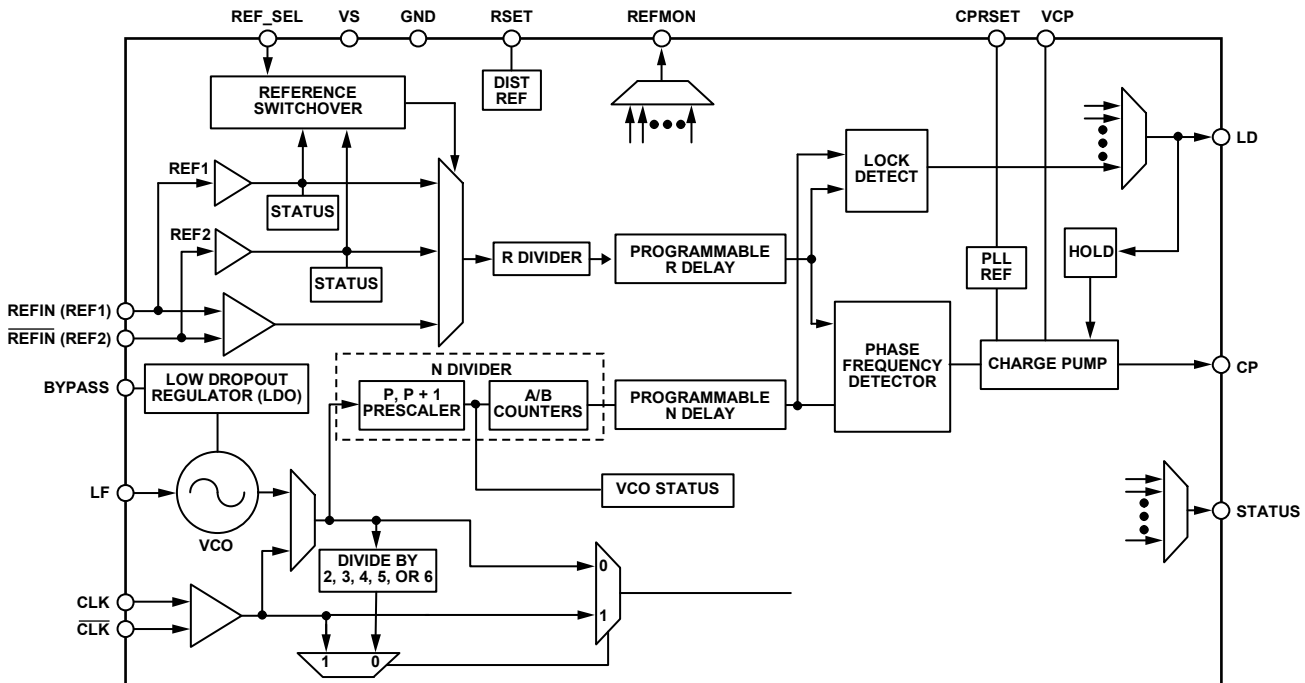 REF_SEL
VS
GND
RSET
REFMON
CPRSET
VCP
REFERENCE
SWITCHOVER
DIST
REF
LD
REF1
STATUS
LOCK
DETECT
REF2
STATUS
R DIVIDER
PROGRAMMABLE
R DELAY
PLL
REF
HOLD
REFIN (REF1)
REFIN (REF2)
BYPASS
LOW DROPOUT
REGULATOR (LDO)
N DIVIDER
P, P + 1
PRESCALER
A/B
COUNTERS
PROGRAMMABLE
N DELAY
PHASE
FREQUENCY
DETECTOR
CHARGE PUMP
CP
LF
VCO
VCO STATUS
STATUS
DIVIDE BY
2, 3, 4, 5, OR 6
0
1
CLK
CLK
1
0